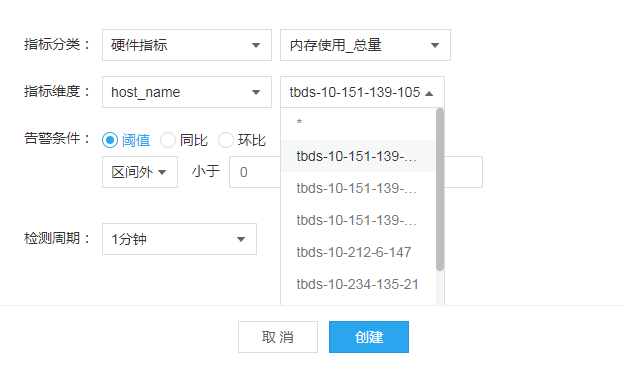 指标分类： 硬件指标 内存使用_总量
指标维度： host_name tbds-10-151-139-105
*
告警条件： 阈值 同比 环比
tbds-10-151-139-...
区间外 小于 0
tbds-10-151-139-...
tbds-10-151-139-...
检测周期： 1分钟
tbds-10-212-6-147
tbds-10-234-135-21
取 消 创建